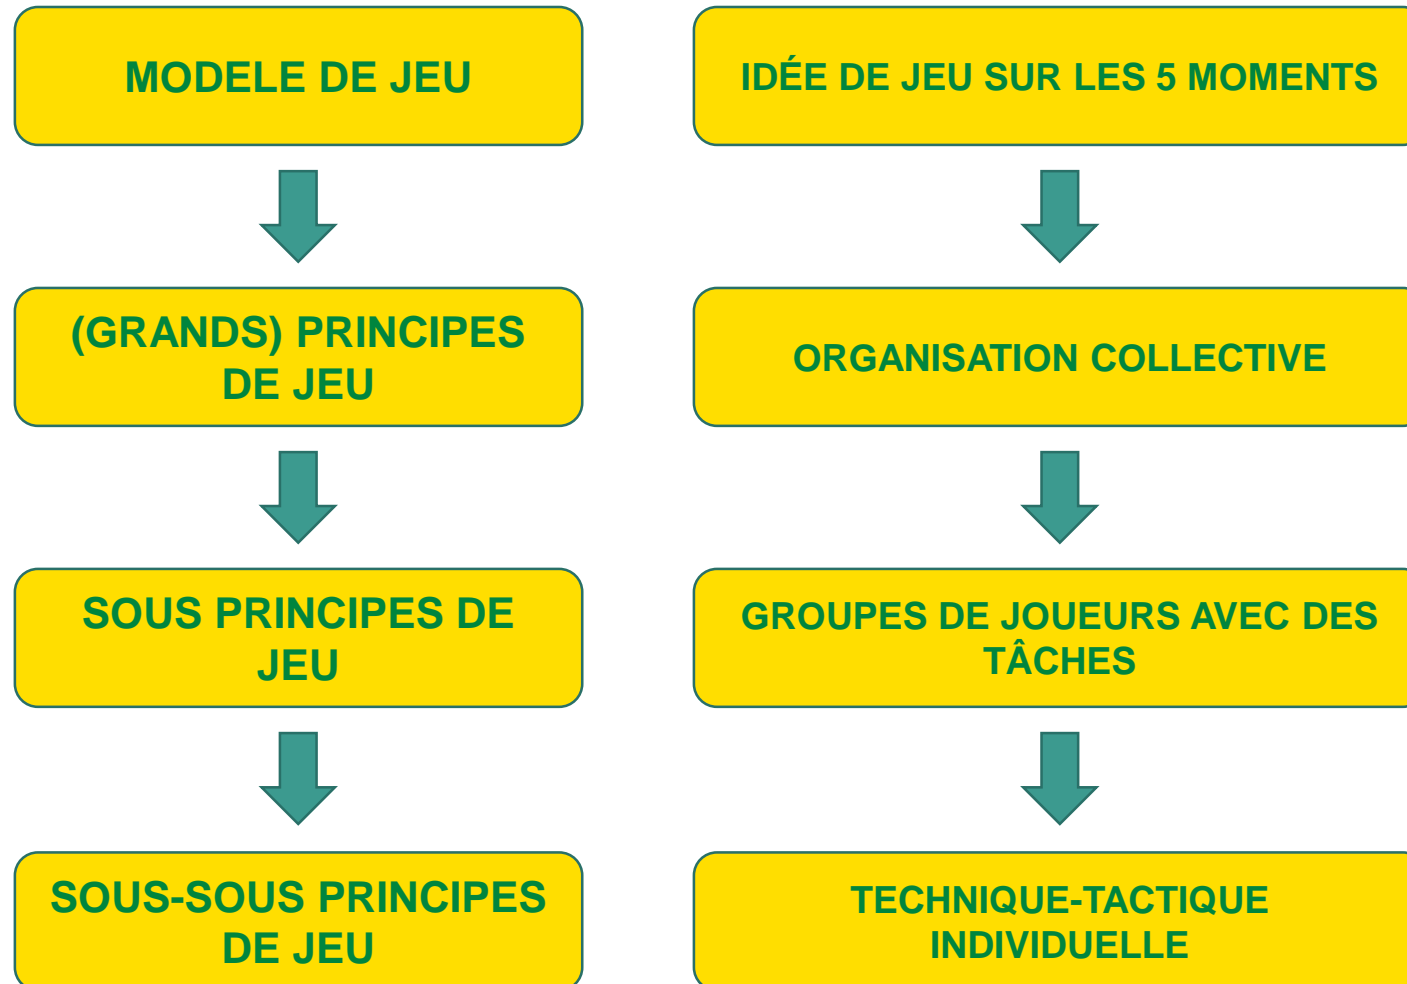 MODELE DE JEU
IDÉE DE JEU SUR LES 5 MOMENTS
(GRANDS) PRINCIPES
DE JEU
ORGANISATION COLLECTIVE
SOUS PRINCIPES DE
JEU
GROUPES DE JOUEURS AVEC DES
TÂCHES
SOUS-SOUS PRINCIPES
DE JEU
TECHNIQUE-TACTIQUE
INDIVIDUELLE